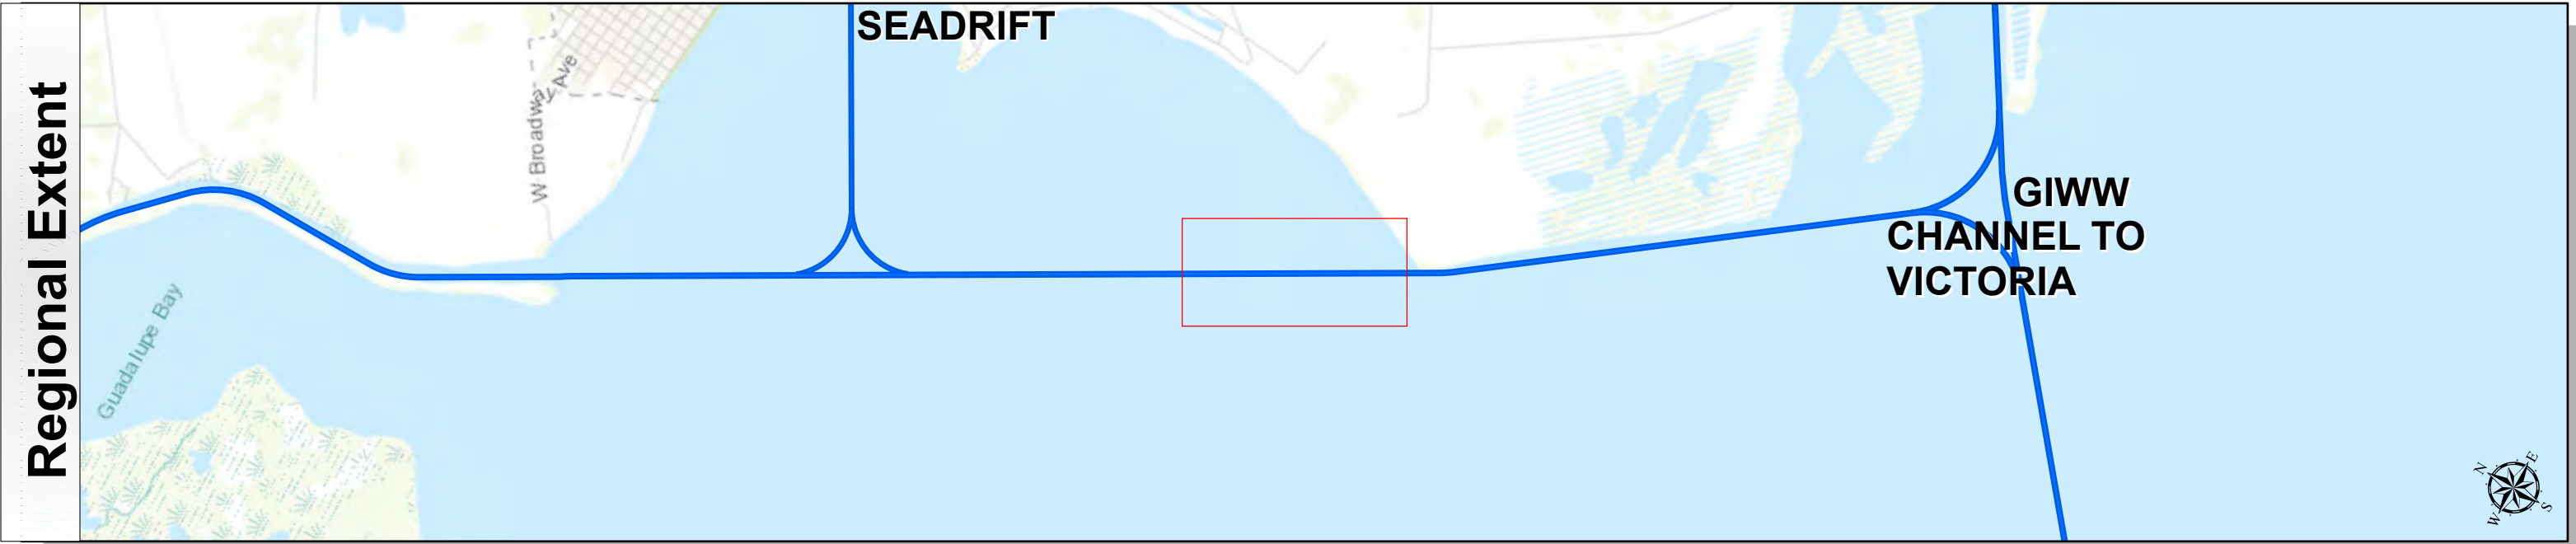 Regional Extent
SEADRIFT
W Broadway Ave
Guadalupe Bay
GIWW
CHANNEL TO
VICTORIA
N
E
W
S